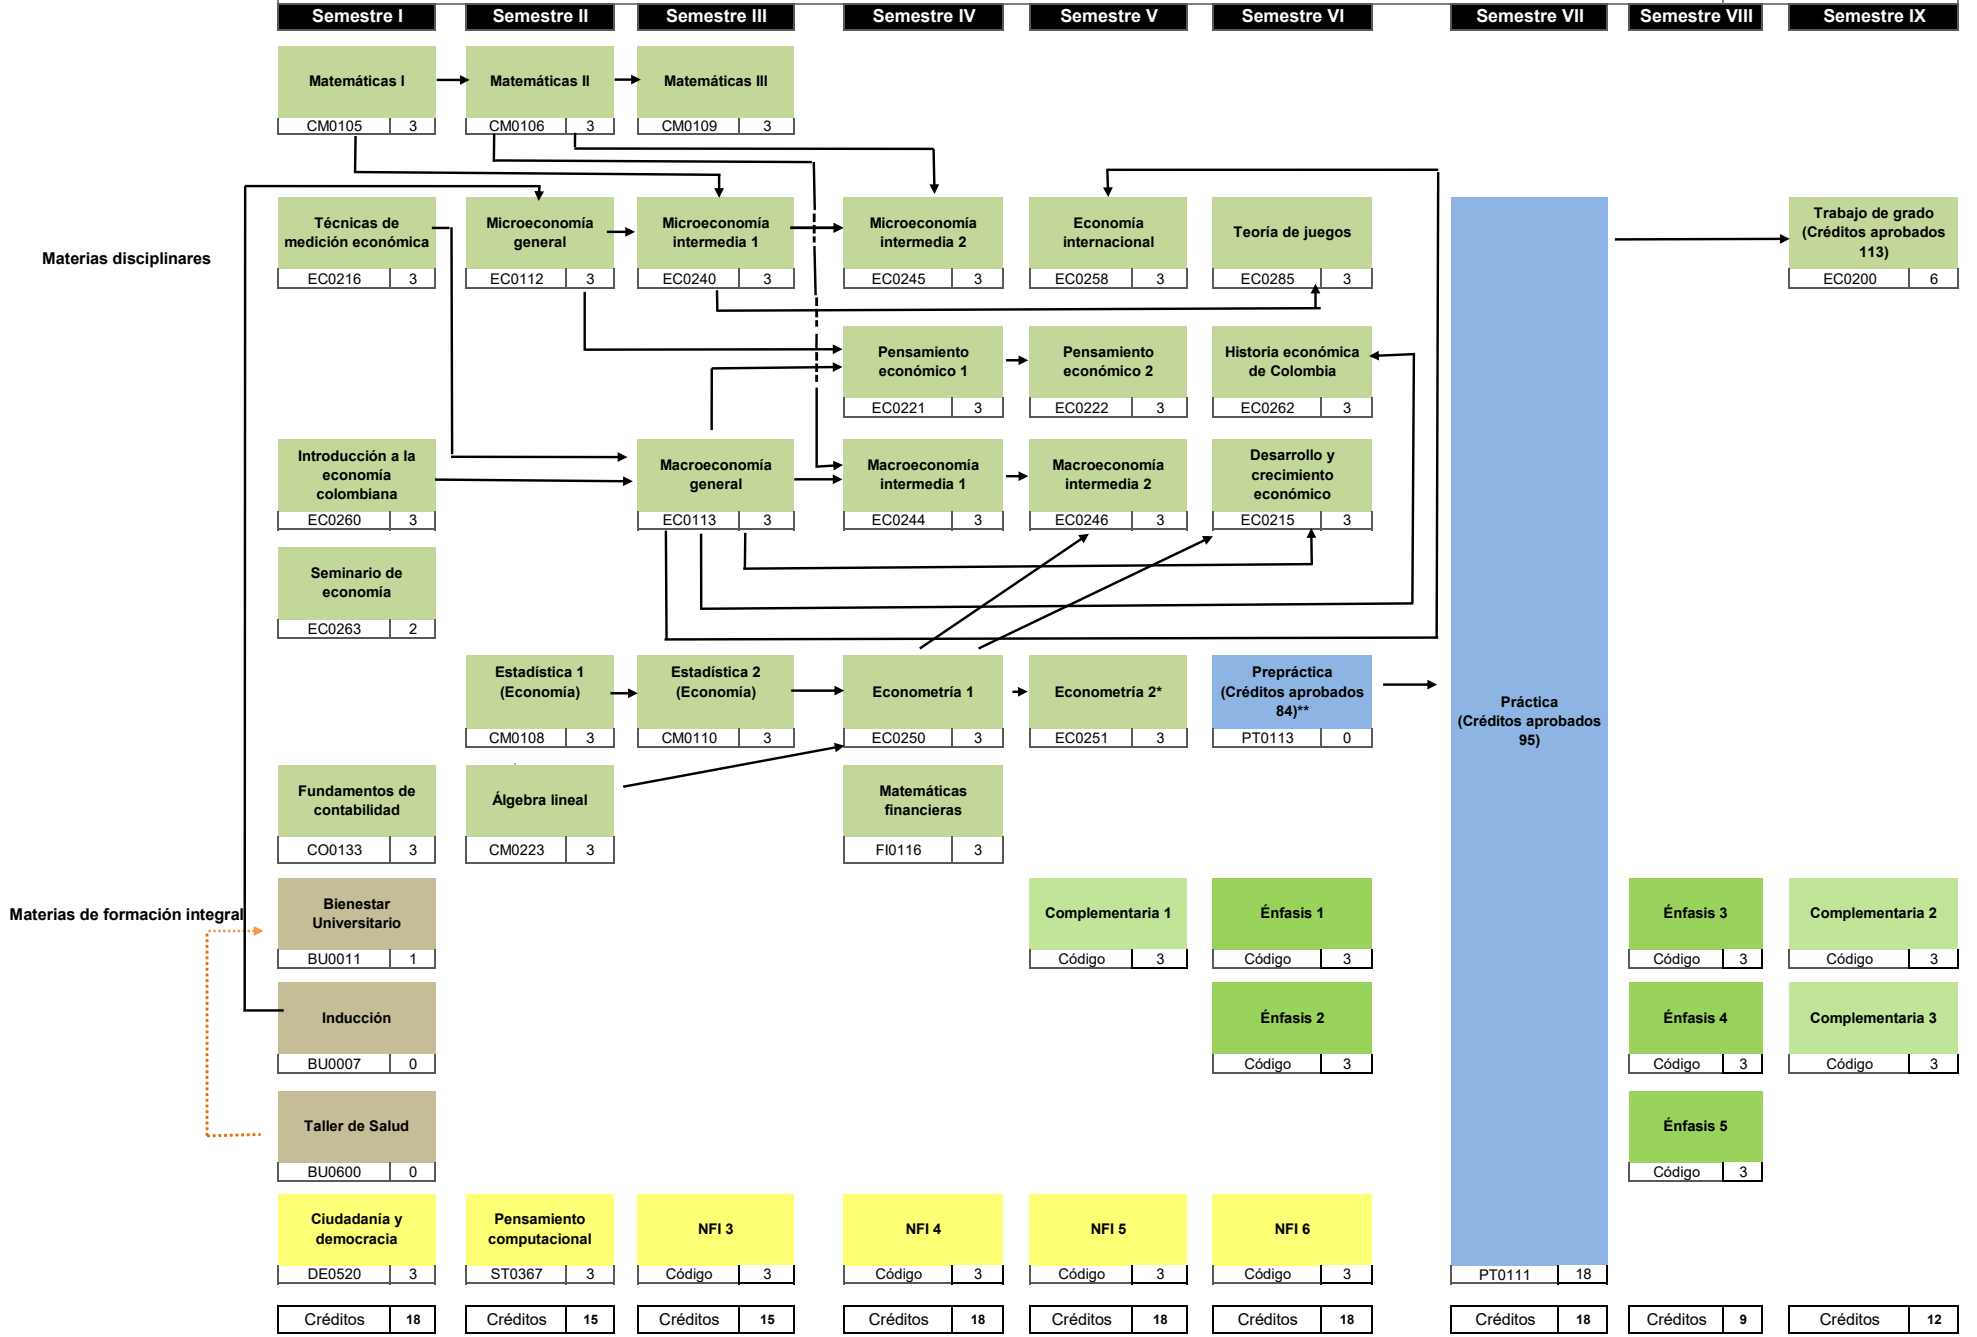 Semestre I
Semestre II
Semestre III
Semestre IV
Semestre V
Semestre VI
Semestre VII
Semestre VIII
Semestre IX
Matemáticas I
Matemáticas II
Matemáticas III
CM0105 3
CM0106 3
CM0109 3
Materias disciplinares
Técnicas de
medición económica
Microeconomía
general
Microeconomía
intermedia 1
Microeconomía
intermedia 2
Economía
internacional
Teoría de juegos
Trabajo de grado
(Créditos aprobados
113)
EC0216 3
EC0112 3
EC0240 3
EC0245 3
EC0258 3
EC0285 3
EC0200 6
Pensamiento
económico 1
Pensamiento
económico 2
Historia económica
de Colombia
EC0221 3
EC0222 3
EC0262 3
Introducción a la
economía
colombiana
Macroeconomía
general
Macroeconomía
intermedia 1
Macroeconomía
intermedia 2
Desarrollo y
crecimiento
económico
EC0260 3
EC0113 3
EC0244 3
EC0246 3
EC0215 3
Seminario de
economía
EC0263 2
Estadística 1
(Economía)
Estadística 2
(Economía)
Econometría 1
Econometría 2*
Prepráctica
(Créditos aprobados
84)**
Práctica
(Créditos aprobados
95)
CM0108 3
CM0110 3
EC0250 3
EC0251 3
PT0113 0
Fundamentos de
contabilidad
Álgebra lineal
Matemáticas
financieras
CO0133 3
CM0223 3
FI0116 3
Materias de formación integral
Bienestar
Universitario
Complementaria 1
Énfasis 1
Énfasis 3
Complementaria 2
BU0011 1
Código 3
Código 3
Código 3
Código 3
Inducción
Énfasis 2
Énfasis 4
Complementaria 3
BU0007 0
Código 3
Código 3
Código 3
Taller de Salud
Énfasis 5
BU0600 0
Código 3
Ciudadanía y
democracia
Pensamiento
computacional
NFI 3
NFI 4
NFI 5
NFI 6
DE0520 3
ST0367 3
Código 3
Código 3
Código 3
Código 3
PT0111 18
Créditos 18
Créditos 15
Créditos 15
Créditos 18
Créditos 18
Créditos 18
Créditos 18
Créditos 9
Créditos 12